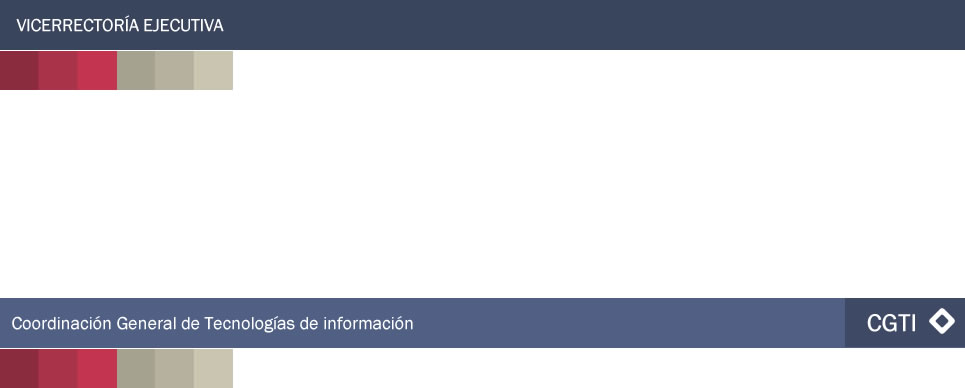 VICERRECTORÍA EJECUTIVA
Coordinación General de Tecnologías de información
CGTI